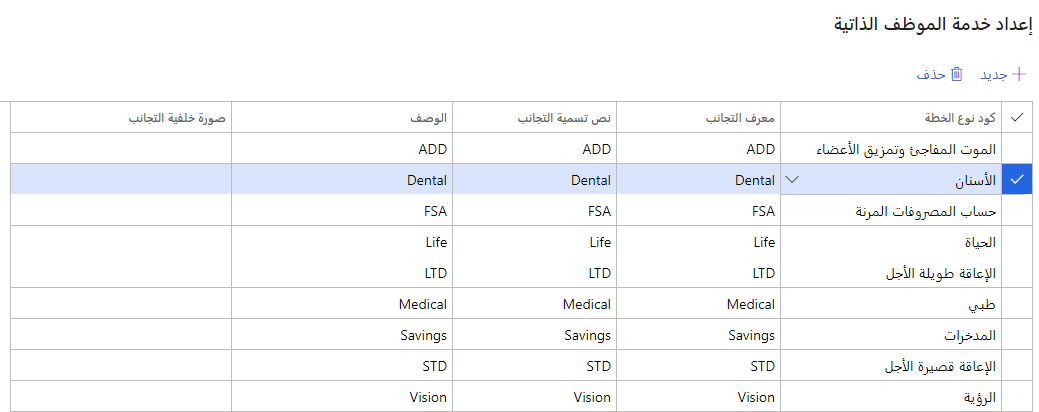 إعداد خدمة الموظف الذاتية
جديد حذف
كود نوع الخطة معرف التجانب نص تسمية التجانب الوصف صورة خلفية التجانب
الموت المفاجئ وتمزيق الأعضاء ADD ADD ADD
الأسنان Dental Dental Dental
حساب المصروفات المرنة FSA FSA FSA
الحياة Life Life Life
الإعاقة طويلة الأجل LTD LTD LTD
طبي Medical Medical Medical
المدخرات Savings Savings Savings
الإعاقة قصيرة الأجل STD STD STD
الرؤية Vision Vision Vision